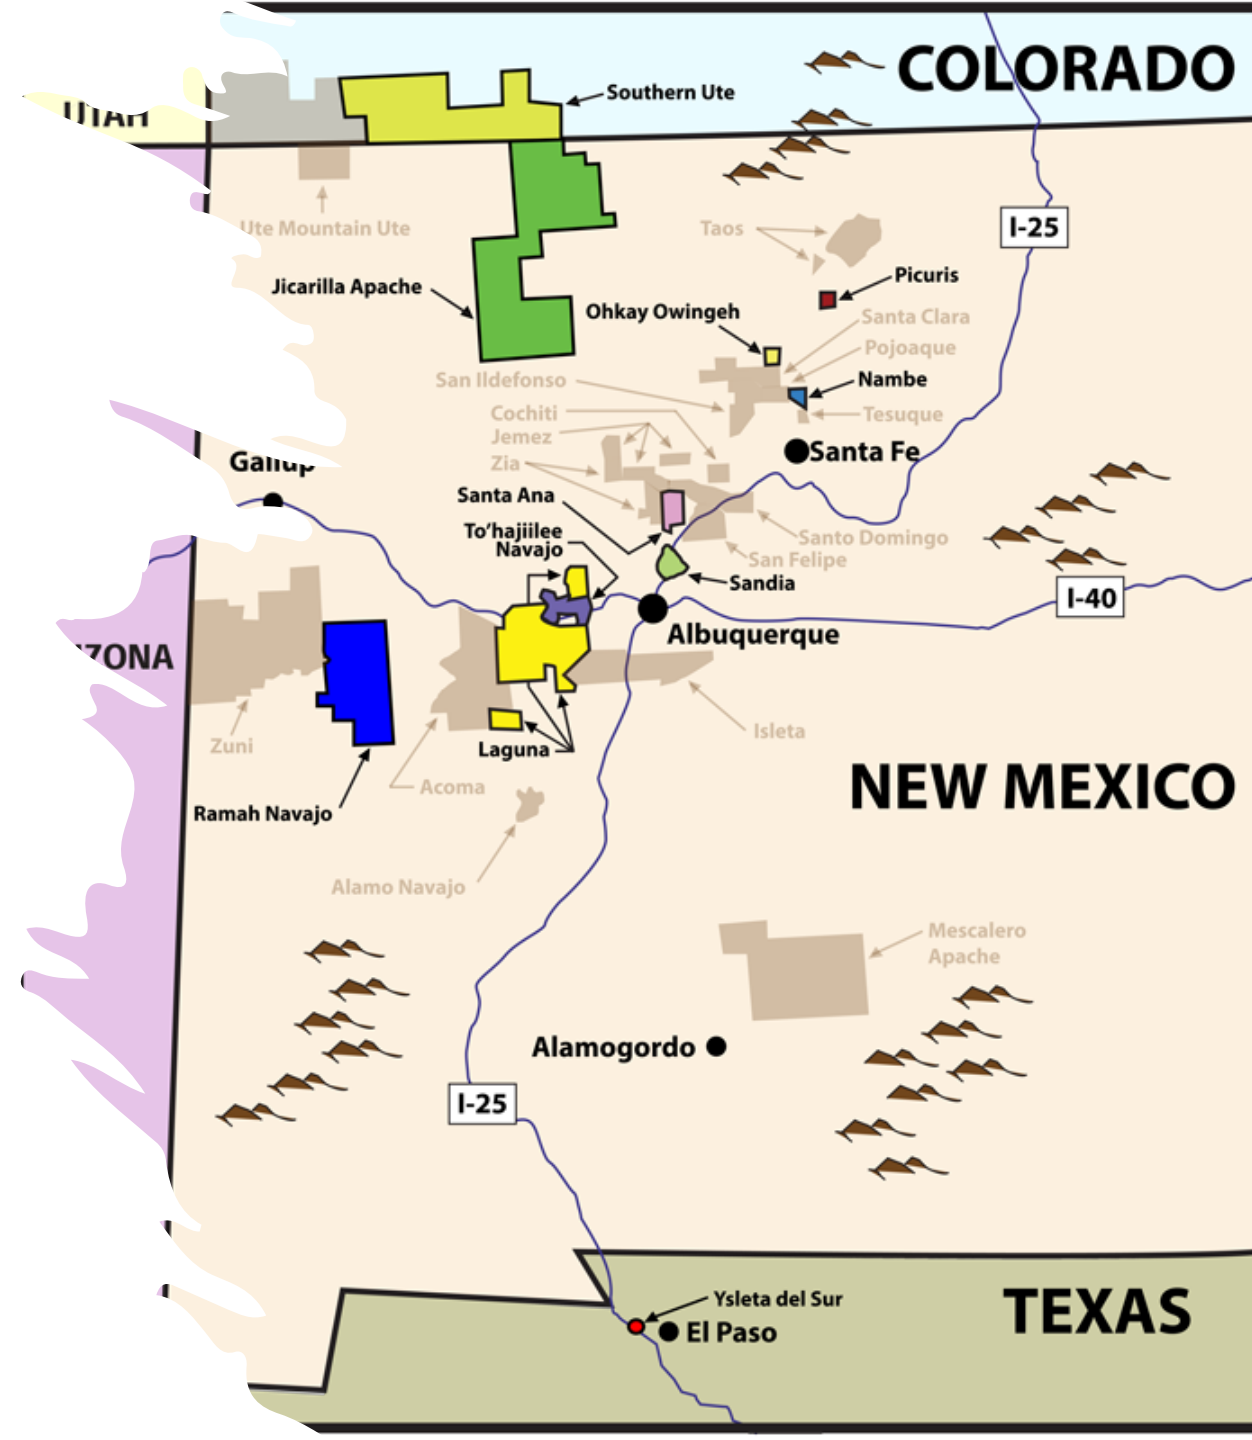 COLORADO
Southern Ute
UTAH
Ute Mountain Ute
Taos
I-25
Picuris
Jicarilla Apache
Ohkay Owingeh
Santa Clara
Pojoaque
San Ildefonso
Nambe
Cochiti
Tesuque
Jemez
Santa Fe
Gallup
Zia
Santa Ana
To'hajiilee
Navajo
Santo Domingo
San Felipe
Sandia
I-40
Albuquerque
ZONA
Isleta
Zuni
Laguna
Acoma
NEW MEXICO
Ramah Navajo
Alamo Navajo
Mescalero
Apache
Alamogordo
I-25
Ysleta del Sur
TEXAS
El Paso